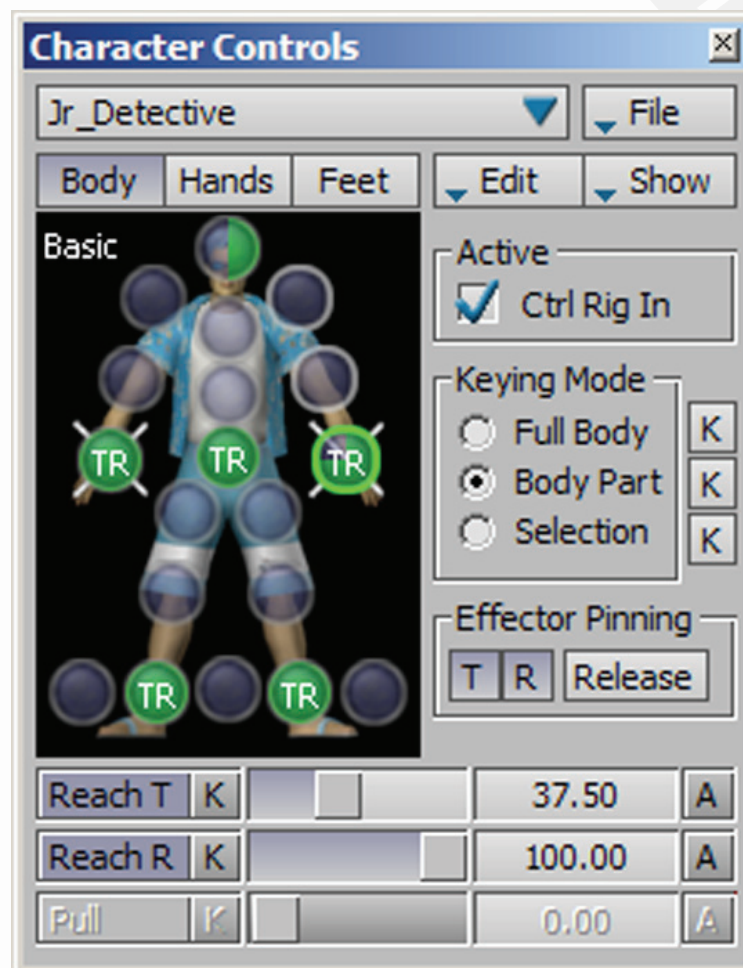 Character Controls
Jr_Detective File
Body Hands Feet Edit Show
Basic
Active
Ctrl Rig In
Keying Mode
Full Body K
Body Part K
Selection K
TR TR TR
Effector Pinning
T R Release
TR TR
Reach T K 37.50 A
Reach R K 100.00 A
Pull K 0.00 A